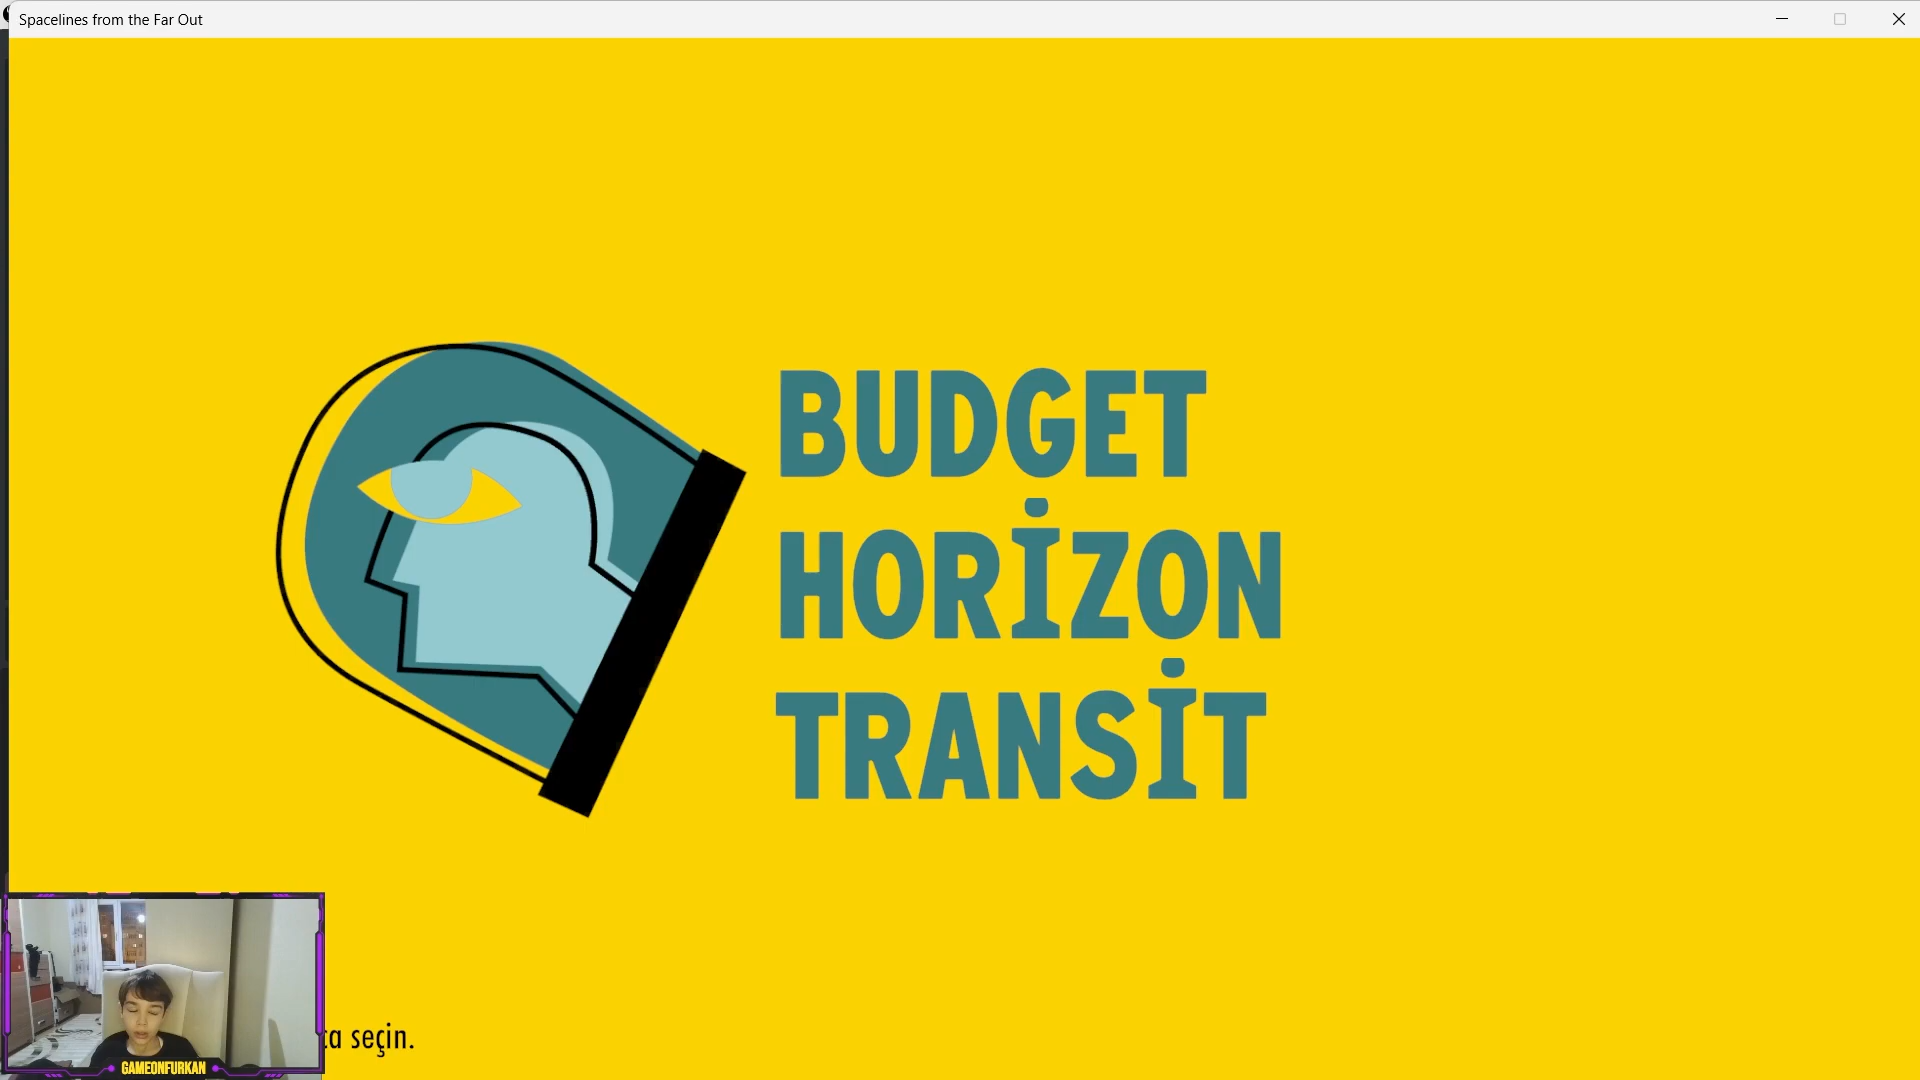 Spacelines from the Far Out
BUDGET
HORİZON
TRANSİT
seçin.
GAMEONFURKAN